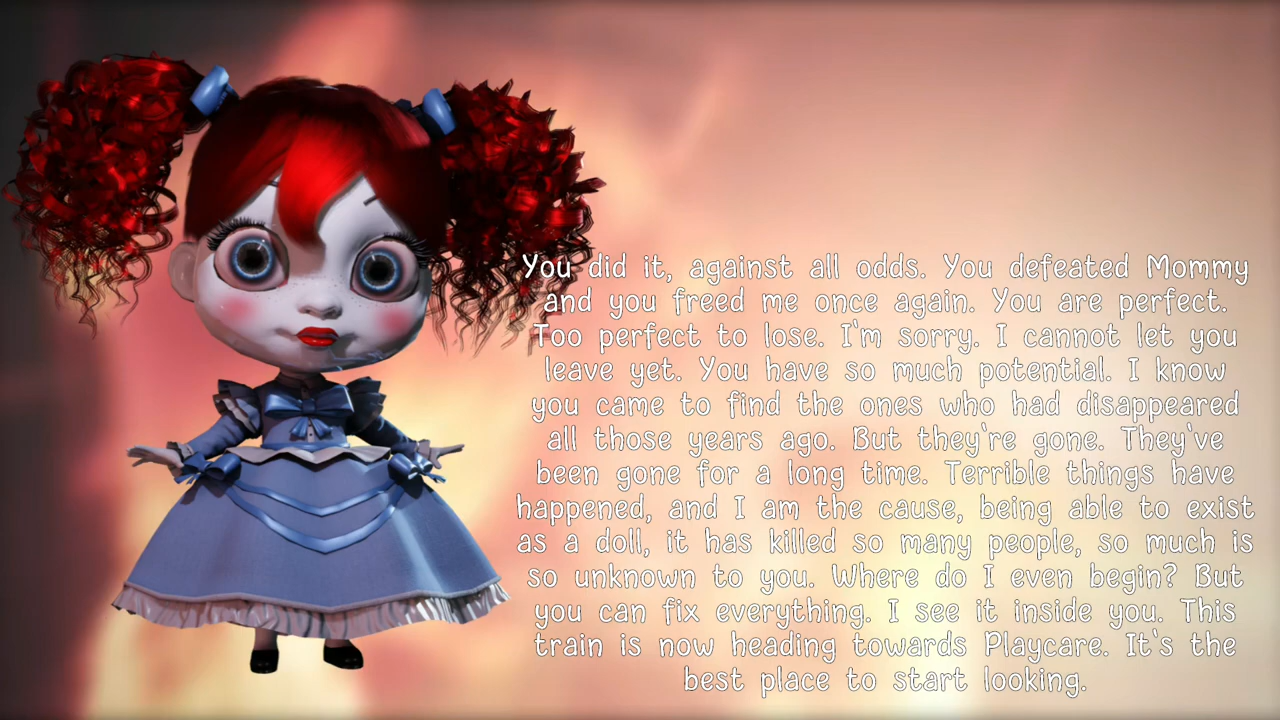 You did it, against all odds. You defeated Mommy
and you freed me once again. You are perfect.
Too perfect to lose. I'm sorry. I cannot let you
leave yet. You have so much potential. I know
you came to find the ones who had disappeared
all those years ago. But they're gone. They've
been gone for a long time. Terrible things have
happened, and I am the cause, being able to exist
as a doll, it has killed so many people, so much is
so unknown to you. Where do I even begin? But
you can fix everything. I see it inside you. This
train is now heading towards Playcare. It's the
best place to start looking.